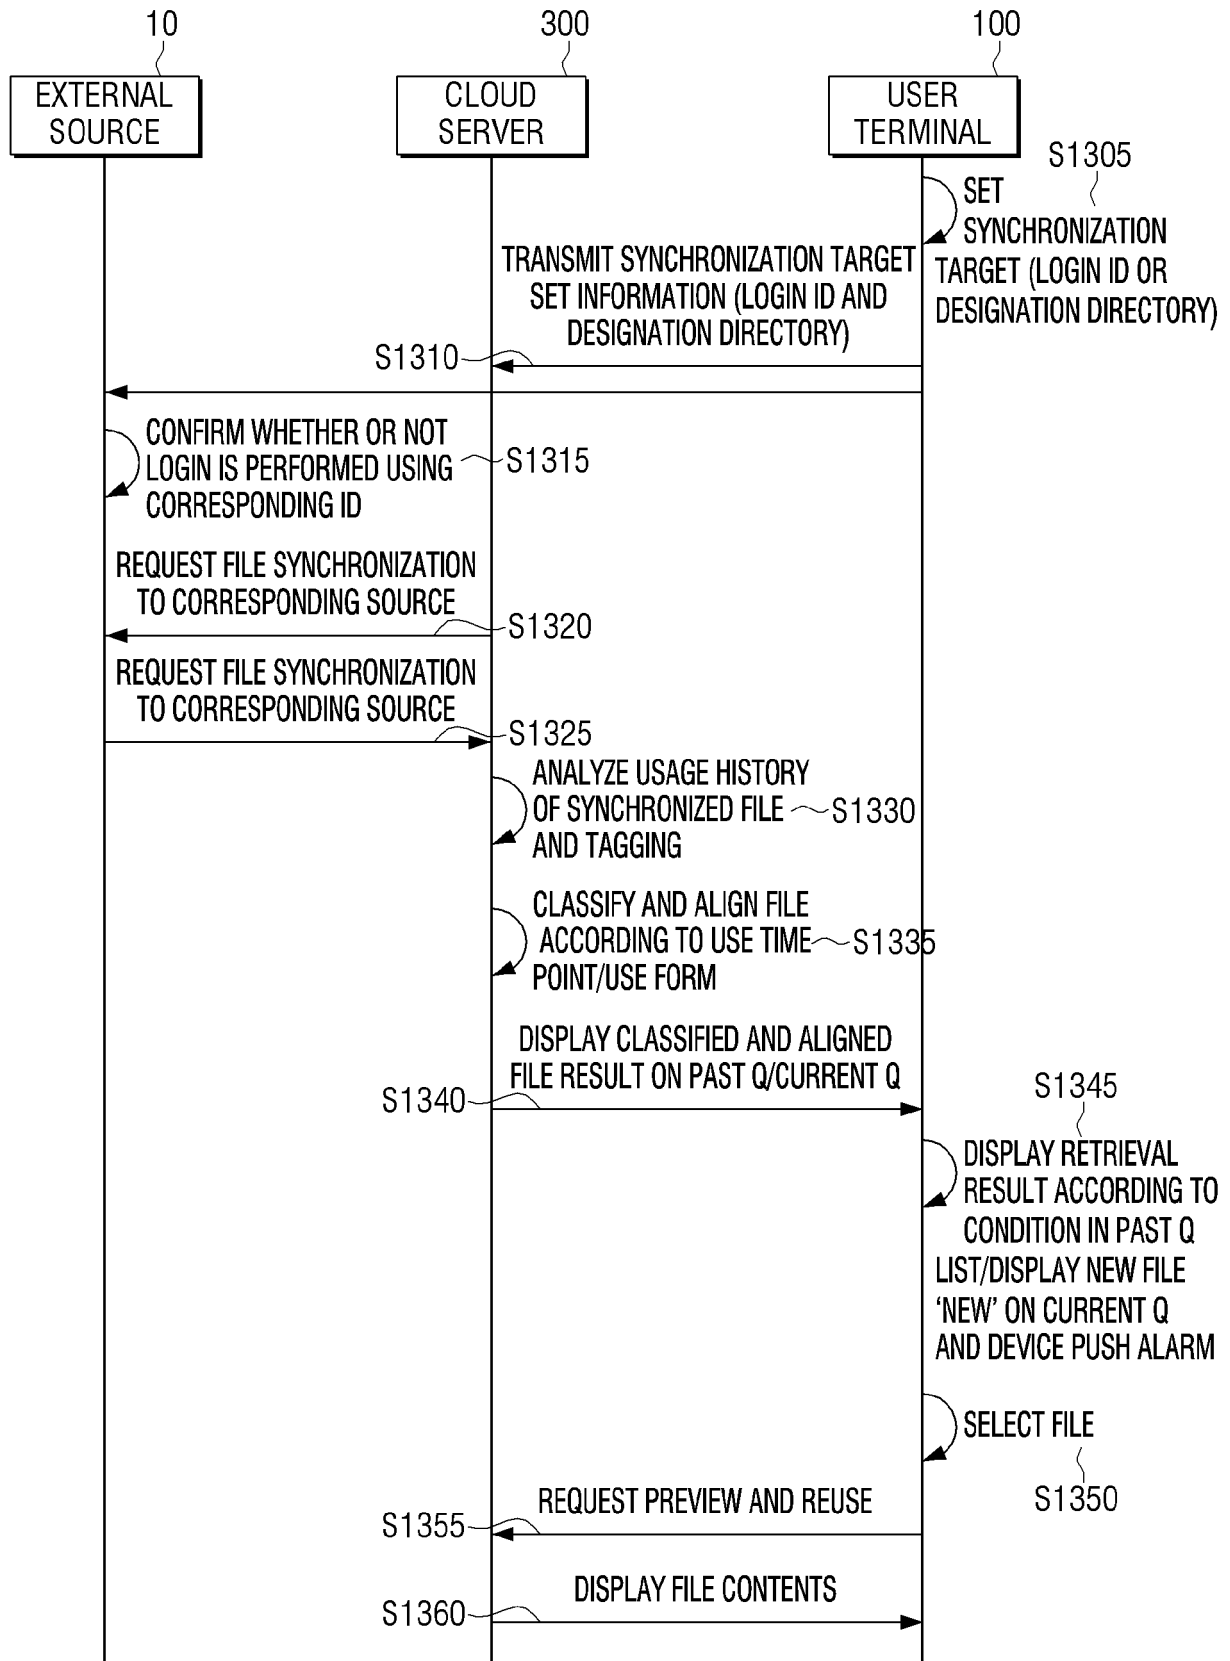 10
300
100
EXTERNAL
SOURCE
CLOUD
SERVER
USER
TERMINAL
S1305
SET
SYNCHRONIZATION
TARGET (LOGIN ID OR
DESIGNATION DIRECTORY)
TRANSMIT SYNCHRONIZATION TARGET
SET INFORMATION (LOGIN ID AND
DESIGNATION DIRECTORY)
S1310
CONFIRM WHETHER OR NOT
LOGIN IS PERFORMED USING
CORRESPONDING ID
S1315
REQUEST FILE SYNCHRONIZATION
TO CORRESPONDING SOURCE
S1320
REQUEST FILE SYNCHRONIZATION
TO CORRESPONDING SOURCE
S1325
ANALYZE USAGE HISTORY
OF SYNCHRONIZED FILE
AND TAGGING
S1330
CLASSIFY AND ALIGN FILE
ACCORDING TO USE TIME
POINT/USE FORM
S1335
DISPLAY CLASSIFIED AND ALIGNED
FILE RESULT ON PAST Q/CURRENT Q
S1340
S1345
DISPLAY RETRIEVAL
RESULT ACCORDING TO
CONDITION IN PAST Q
LIST/DISPLAY NEW FILE
‘NEW’ ON CURRENT Q
AND DEVICE PUSH ALARM
SELECT FILE
S1350
REQUEST PREVIEW AND REUSE
S1355
DISPLAY FILE CONTENTS
S1360